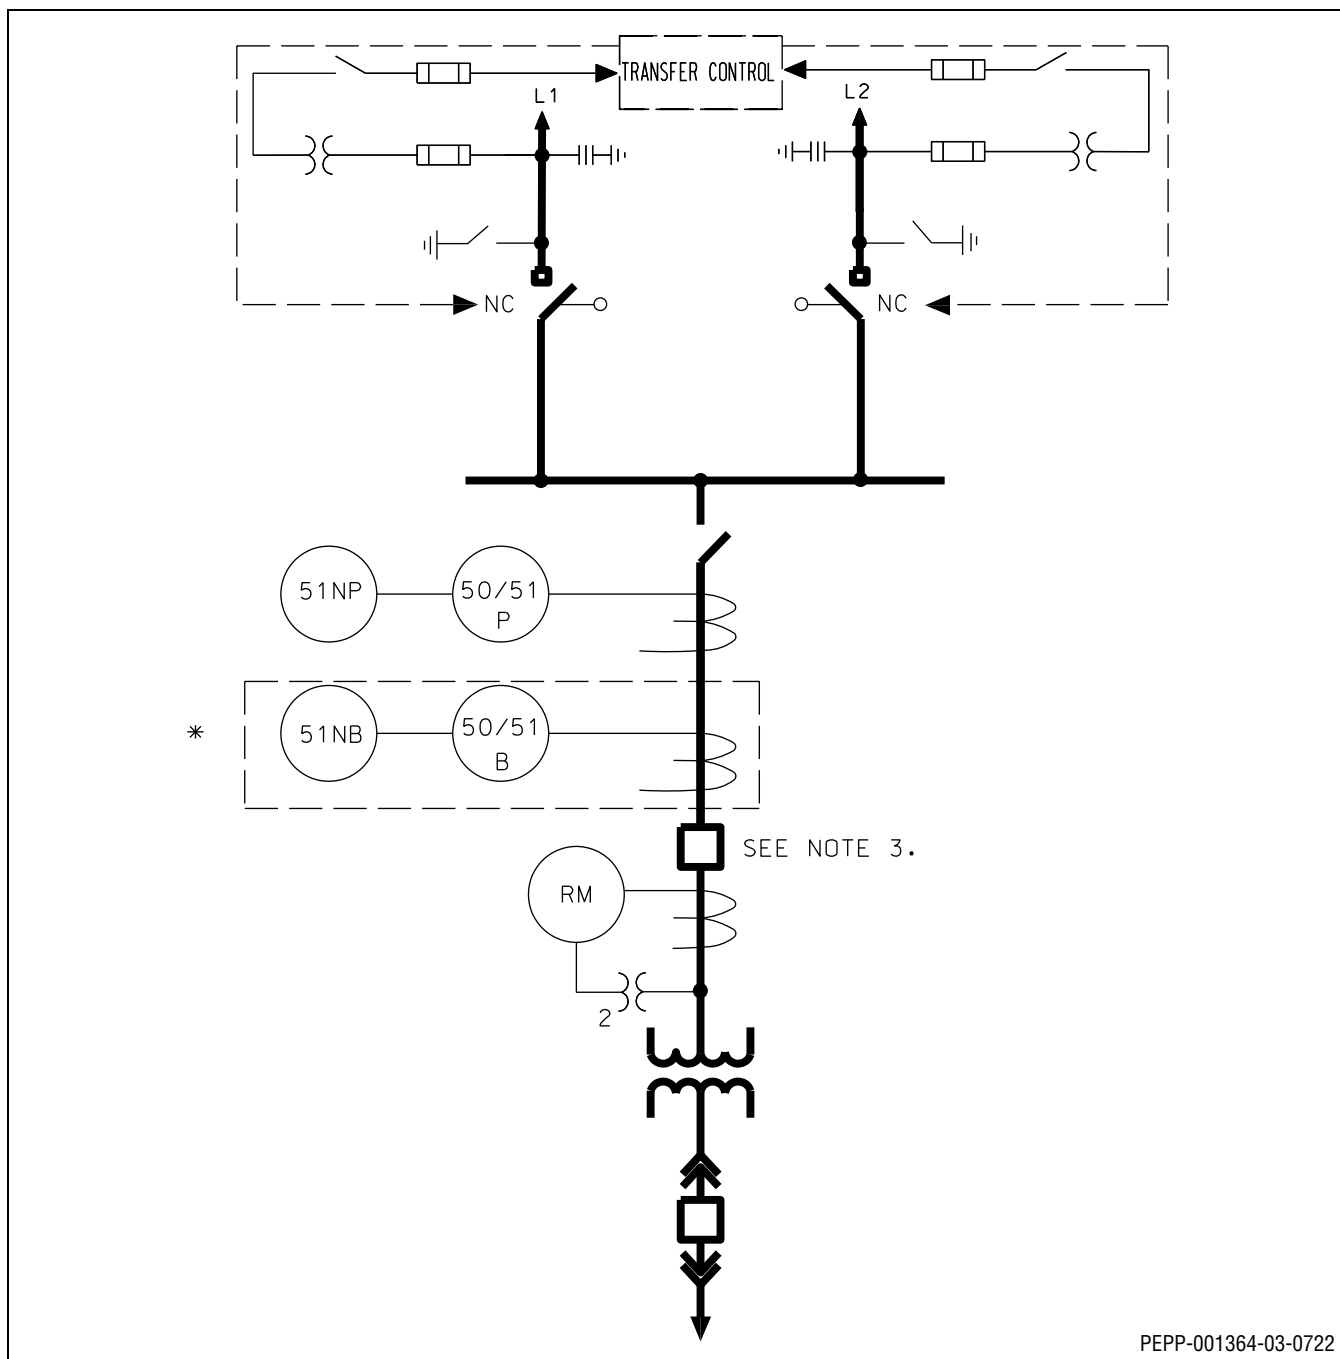 TRANSFER CONTROL
L1
L2
NC
NC
51NP
50/51
P
*
51NB
50/51
B
SEE NOTE 3.
RM
2
PEPP-001364-03-0722